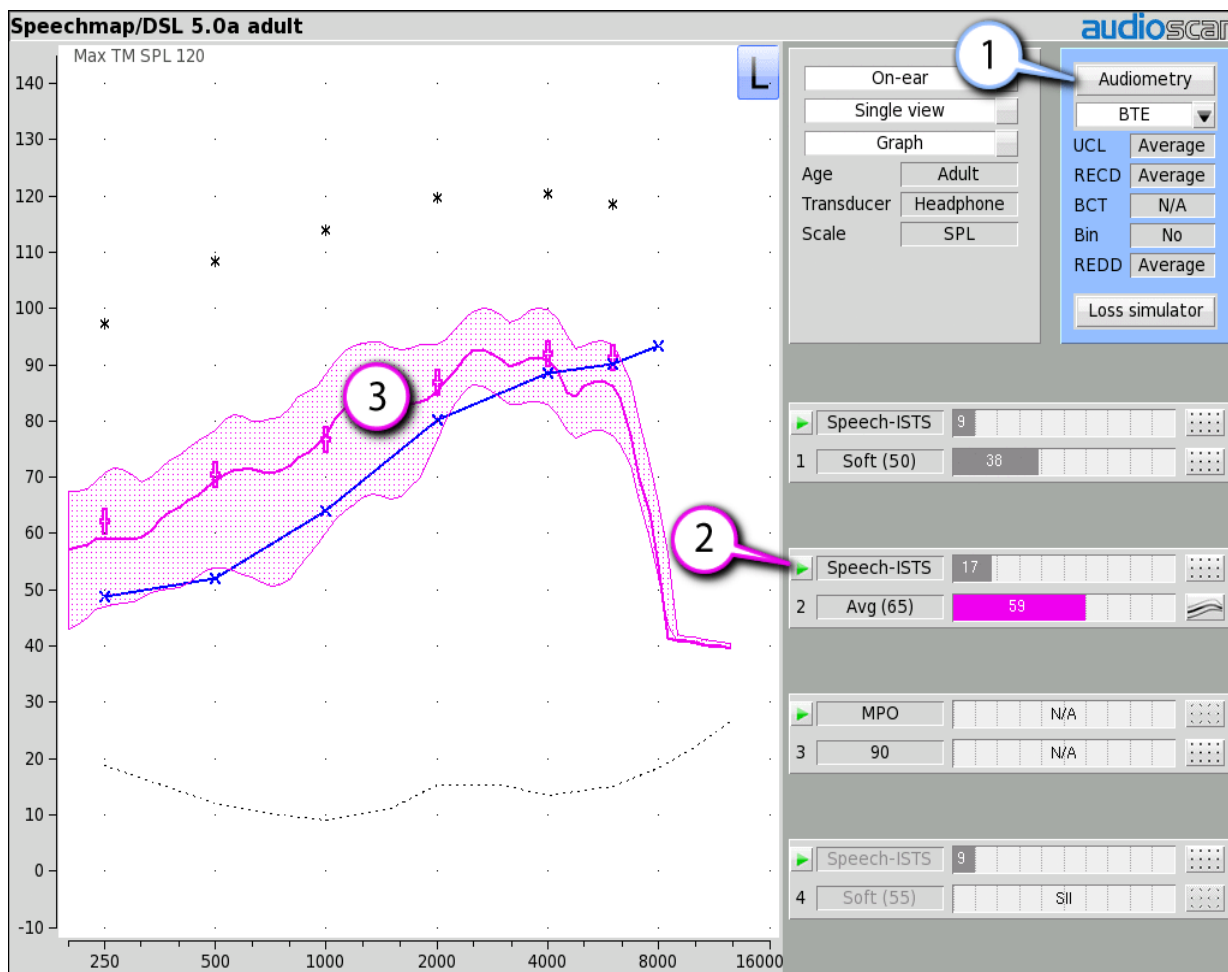 Speechmap/DSL 5.0a adult
audioscan
Max TM SPL 120
L
140
130
120
110
100
90
80
70
60
50
40
30
20
10
0
-10
250 500 1000 2000 4000 8000 16000
3
On-ear
Single view
Graph
Age Adult
Transducer Headphone
Scale SPL
1
Audiometry
BTE
UCL Average
RECD Average
BCT N/A
Bin No
REDD Average
Loss simulator
Speech-ISTS 9
1 Soft (50) 38
2
Speech-ISTS 17
2 Avg (65) 59
MPO N/A
3 90 N/A
Speech-ISTS 9
4 Soft (55) SII